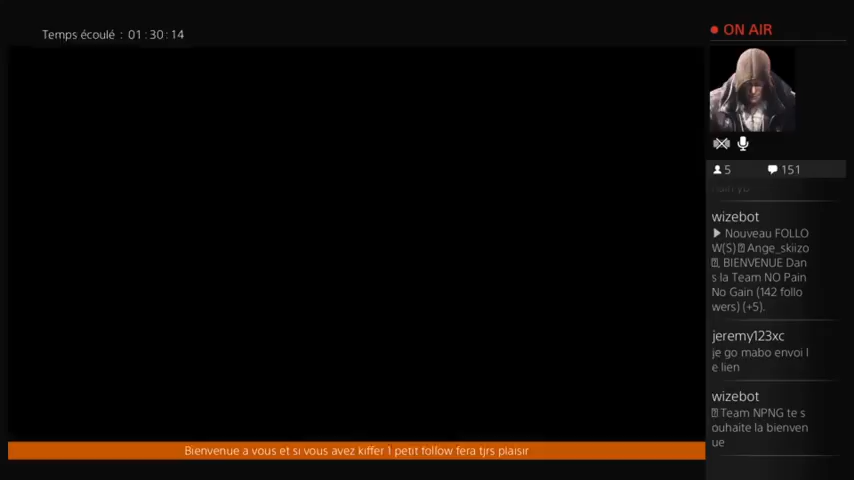 Temps écoulé : 01:30:14
ON AIR
5 151
wizebot
Nouveau FOLLO
W(S) Ange_skiizo
, BIENVENUE Dan
s la Team NO Pain
No Gain (142 follo
wers) (+5).
jeremy123xc
je go mabo envoi l
e lien
wizebot
Team NPNG te s
ouhaite la bienven
ue
Bienvenue a vous et si vous avez kiffer 1 petit follow fera tjrs plaisir